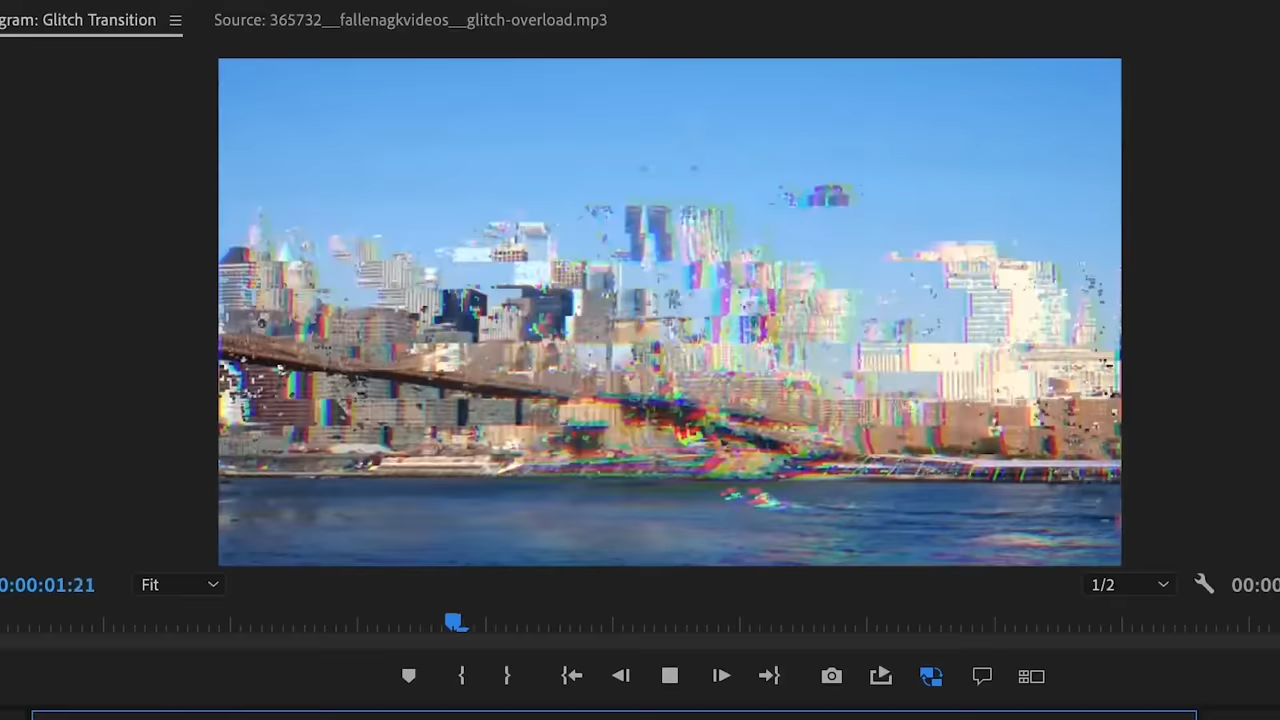 gram: Glitch Transition
Source: 365732__fallenagkvideos__glitch-overload.mp3
0:00:01:21
Fit
1/2
00:00